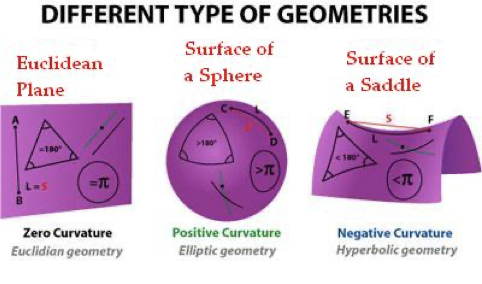 DIFFERENT TYPE OF GEOMETRIES
Euclidean
Plane
A
=180°
L = S
B
=π
Zero Curvature
Euclidian geometry
Surface of
a Sphere
C
L
S
D
>180°
>π
Positive Curvature
Elliptic geometry
Surface of
a Saddle
E
S
F
L
< 180°
<π
Negative Curvature
Hyperbolic geometry